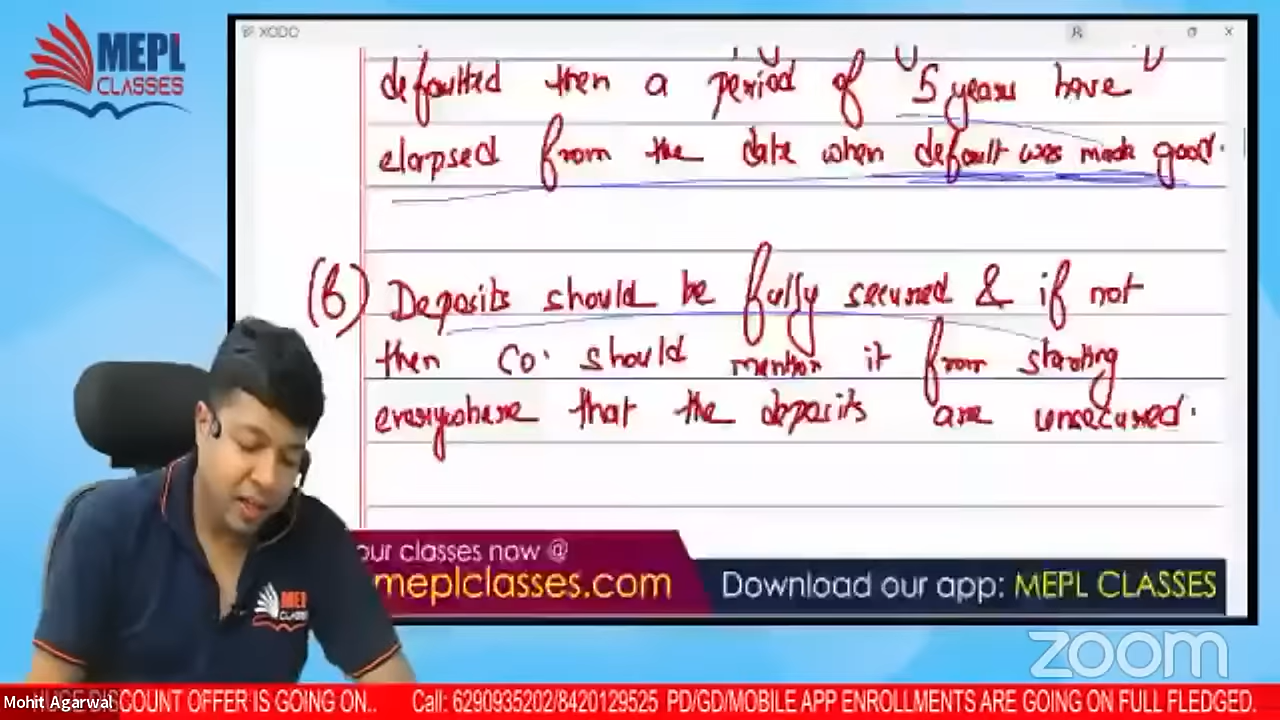 MEPL
CLASSES
XODO
defaulted then a period of 5 years have
elapsed from the date when default was made good.
(6) Deposits should be fully secured & if not
then co. should mention it from starting
everywhere that the deposits are unsecured.
MEPL
CLASSES
our classes now @
meplclasses.com
Download our app: MEPL CLASSES
zoom
Mohit Agarwal
COUNT OFFER IS GOING ON.. Call: 6290935202/8420129525 PD/GD/MOBILE APP ENROLLMENTS ARE GOING ON FULL FLEDGED.